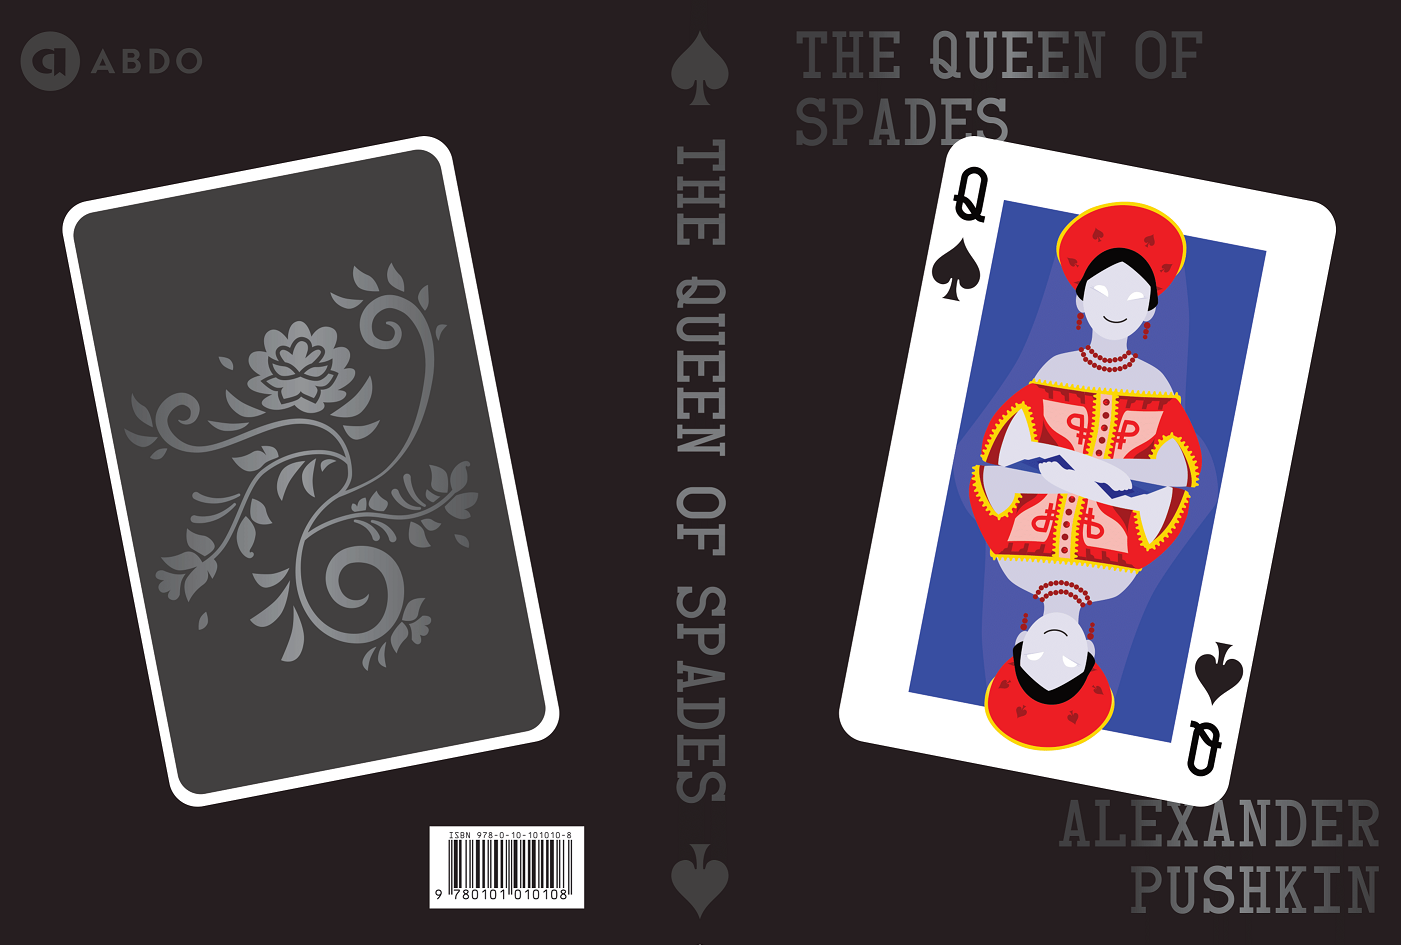 ABDO
ISBN 978-0-10-101010-8
9 780101 010108
THE QUEEN OF SPADES
THE QUEEN OF
SPADES
Q
Q
ALEXANDER
PUSHKIN